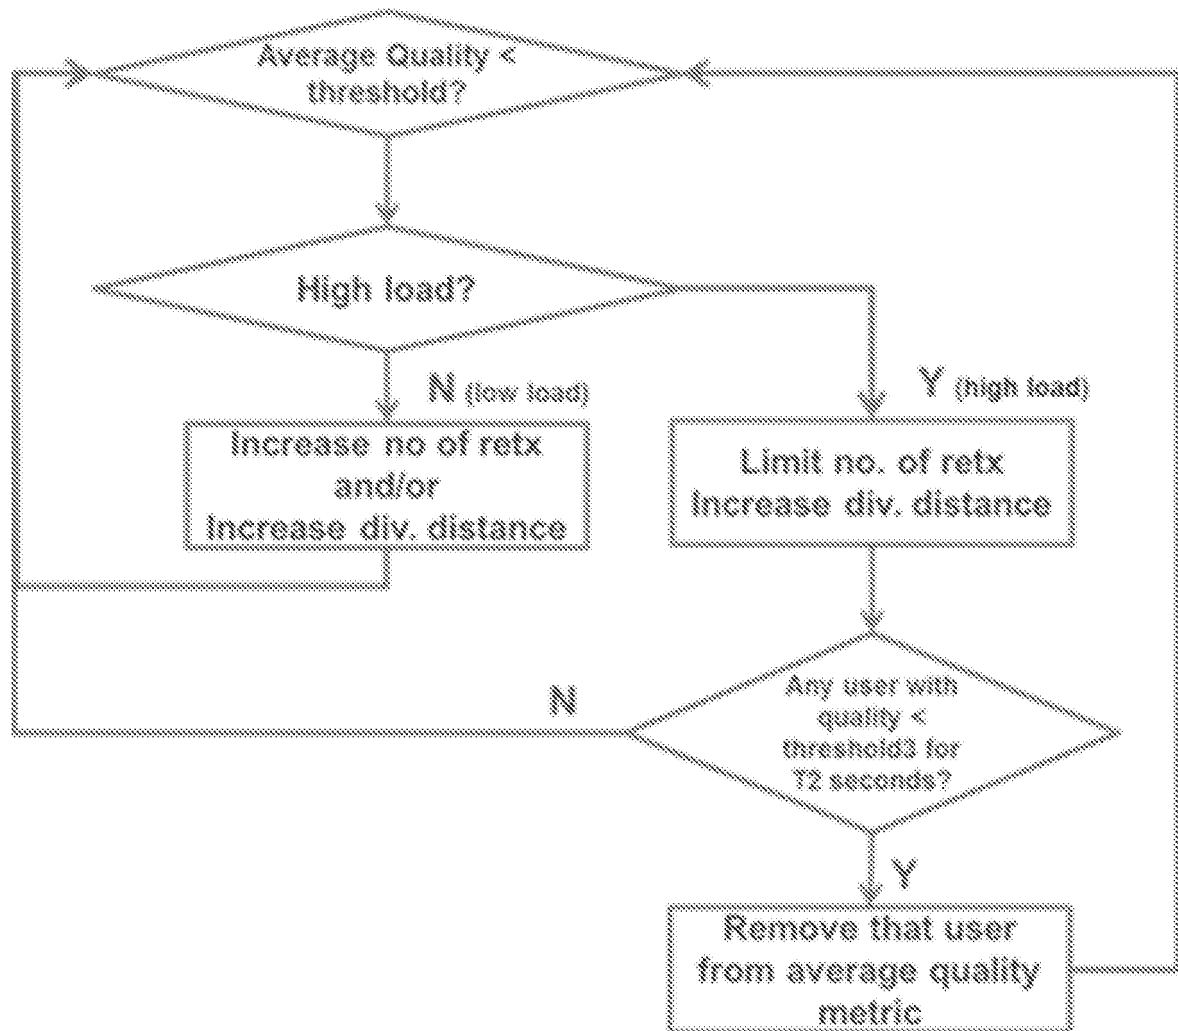 Average Quality <
threshold?
High load?
N (low load)
Y (high load)
Increase no of retx
and/or
Increase div. distance
Limit no. of retx
Increase div. distance
Any user with
quality <
threshold3 for
T2 seconds?
N
Y
Remove that user
from average quality
metric